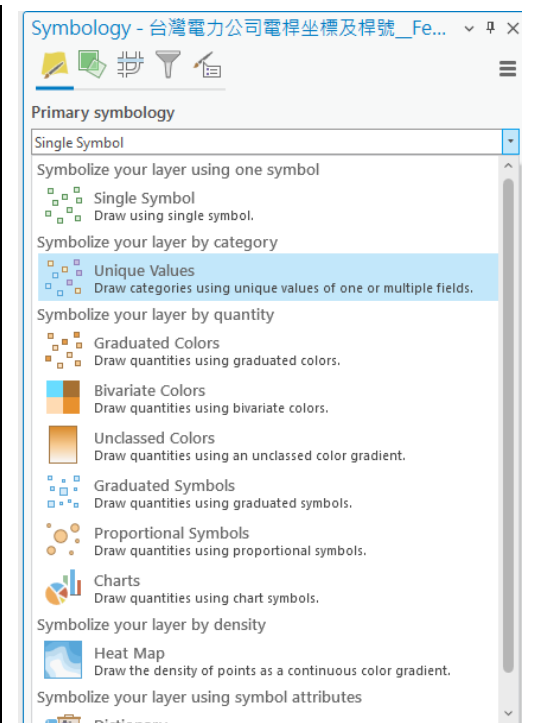 Symbology - 台灣電力公司電桿坐標及桿號__Fe...
Primary symbology
Single Symbol
Symbolize your layer using one symbol
Single Symbol
Draw using single symbol.
Symbolize your layer by category
Unique Values
Draw categories using unique values of one or multiple fields.
Symbolize your layer by quantity
Graduated Colors
Draw quantities using graduated colors.
Bivariate Colors
Draw quantities using bivariate colors.
Unclassed Colors
Draw quantities using an unclassed color gradient.
Graduated Symbols
Draw quantities using graduated symbols.
Proportional Symbols
Draw quantities using proportional symbols.
Charts
Draw quantities using chart symbols.
Symbolize your layer by density
Heat Map
Draw the density of points as a continuous color gradient.
Symbolize your layer using symbol attributes
Dictionary